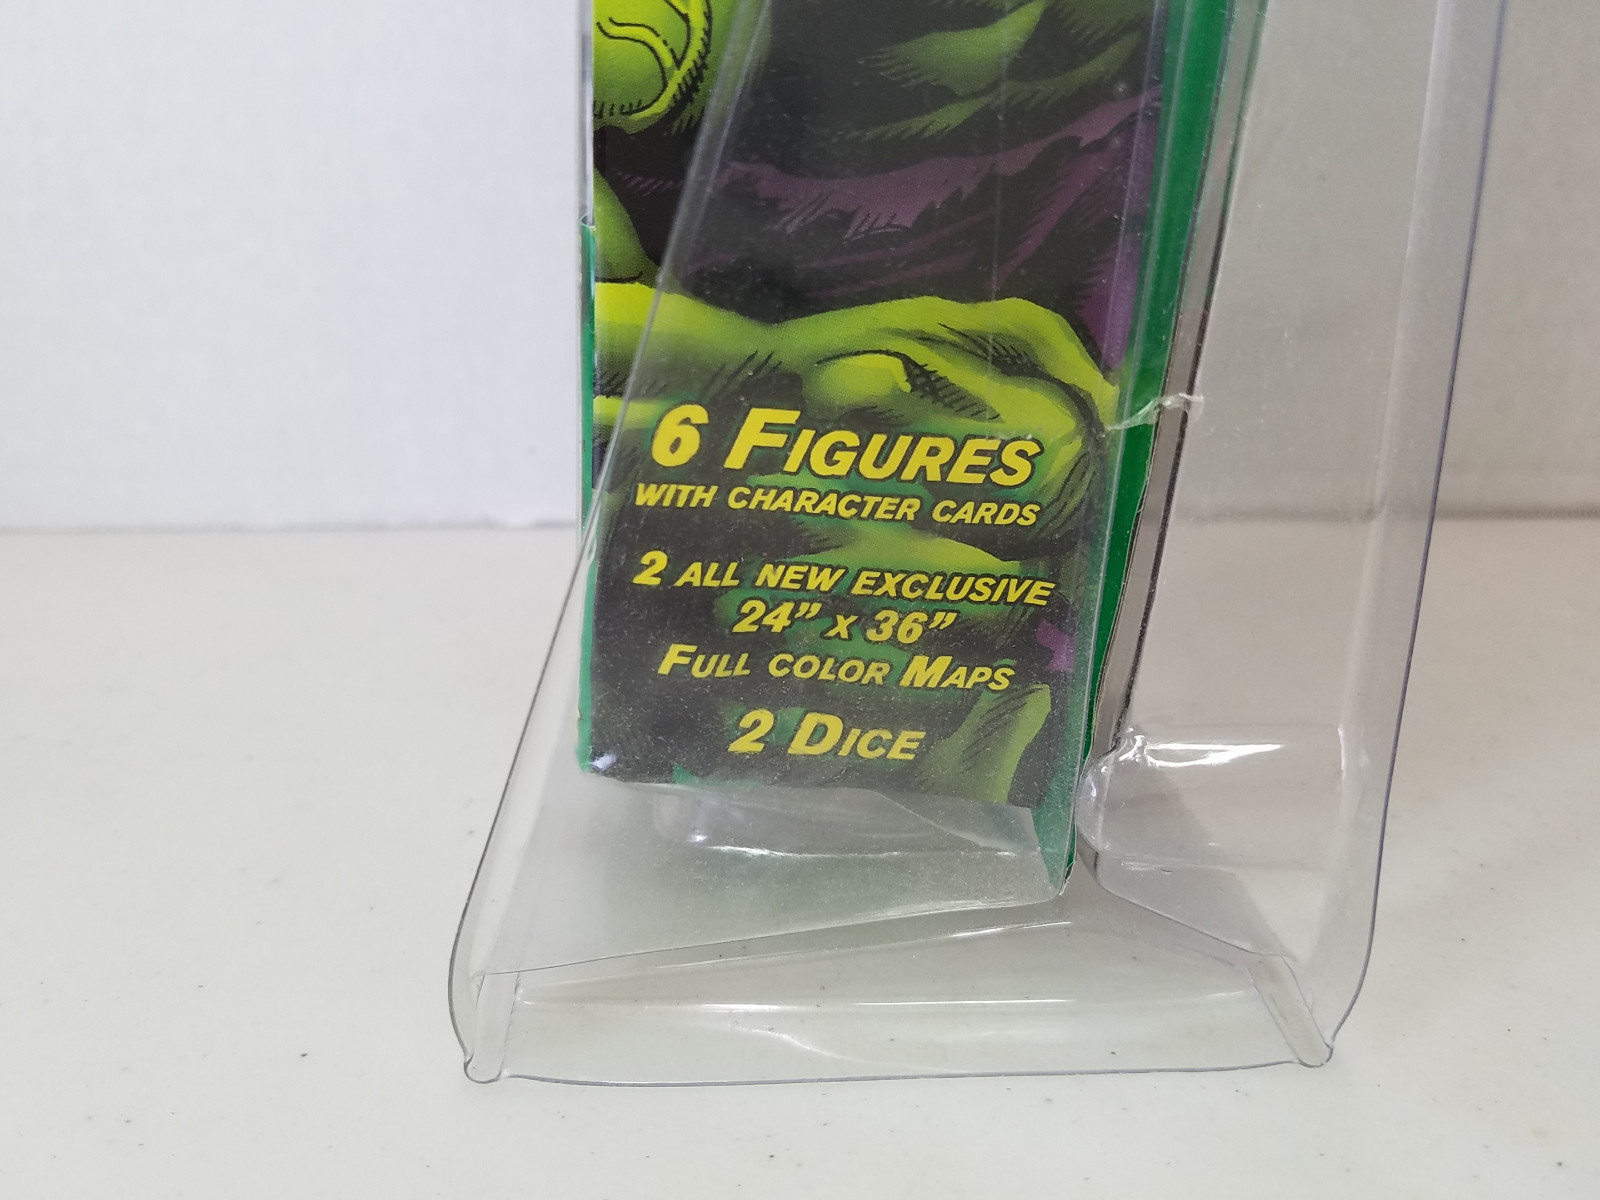 6 FIGURES
WITH CHARACTER CARDS
2 ALL NEW EXCLUSIVE
24” X 36”
FULL COLOR MAPS
2 DICE